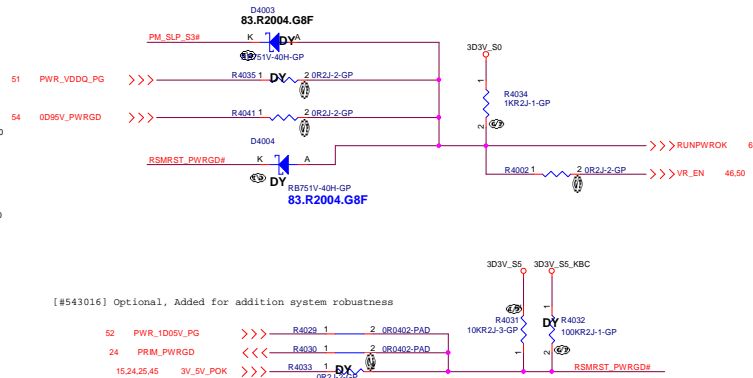 D4003
83.R2004.G8F
PM_SLP_S3#
K
DY
A
751V-40H-GP
3D3V_S0
51
PWR_VDDQ_PG
R4035
1
DY
2
0R2J-2-GP
1
R4034
1KR2J-1-GP
2
54
0D95V_PWRGD
R4041
1
2
0R2J-2-GP
D4004
RUNPWROK
6
RSMRST_PWRGD#
K
A
R4002
1
2
0R2J-2-GP
VR_EN
46,50
DY
RB751V-40H-GP
83.R2004.G8F
3D3V_S5
3D3V_S5_KBC
[#543016] Optional, Added for addition system robustness
R4031
10KR2J-3-GP
1
1
DY
R4032
100KR2J-1-GP
2
52
PWR_1D05V_PG
R4029
1
2
0R0402-PAD
24
PRIM_PWRGD
R4030
1
2
0R0402-PAD
15,24,25,45
3V_5V_POK
R4033
1
DY
2
0R2J-2-GP
RSMRST_PWRGD#